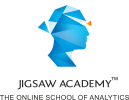 JIGSAW ACADEMY™
THE ONLINE SCHOOL OF ANALYTICS